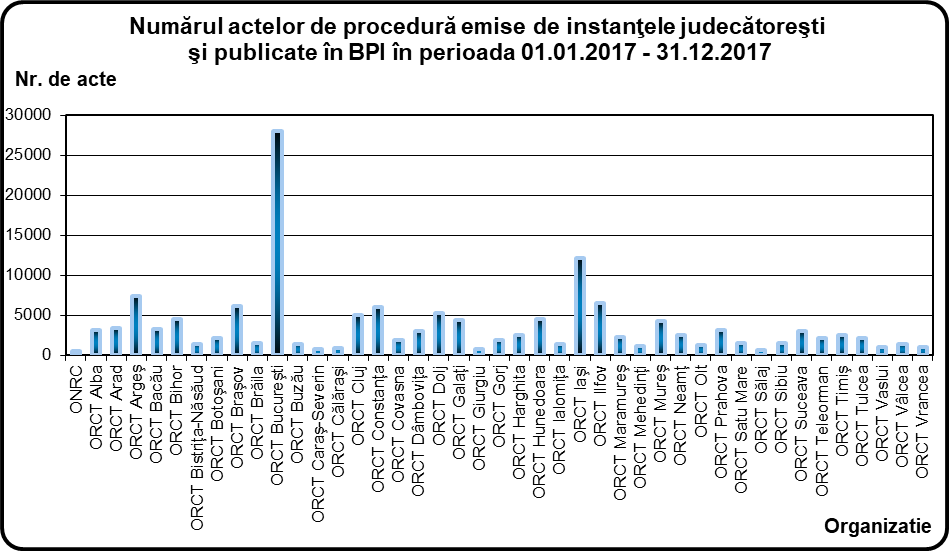 Numărul actelor de procedură emise de instanţele judecătoreşti
şi publicate în BPI în perioada 01.01.2017 - 31.12.2017
Nr. de acte
30000
25000
20000
15000
10000
5000
0
ONRC
ORCT Alba
ORCT Arad
ORCT Argeş
ORCT Bacău
ORCT Bihor
ORCT Bistriţa-Năsăud
ORCT Botoşani
ORCT Braşov
ORCT Brăila
ORCT Bucureşti
ORCT Buzău
ORCT Caraş-Severin
ORCT Călăraşi
ORCT Cluj
ORCT Constanţa
ORCT Covasna
ORCT Dâmboviţa
ORCT Dolj
ORCT Galaţi
ORCT Giurgiu
ORCT Gorj
ORCT Harghita
ORCT Hunedoara
ORCT Ialomiţa
ORCT Iaşi
ORCT Ilfov
ORCT Maramureş
ORCT Mehedinţi
ORCT Mureş
ORCT Neamţ
ORCT Olt
ORCT Prahova
ORCT Satu Mare
ORCT Sălaj
ORCT Sibiu
ORCT Suceava
ORCT Teleorman
ORCT Timiş
ORCT Tulcea
ORCT Vaslui
ORCT Vâlcea
ORCT Vrancea
Organizatie